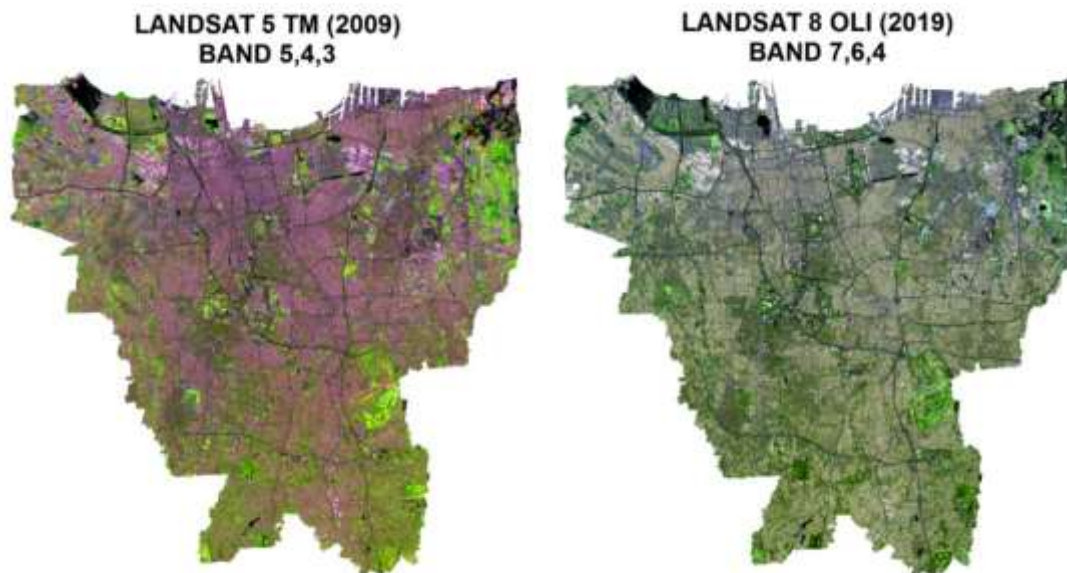 LANDSAT 5 TM (2009)
BAND 5,4,3
LANDSAT 8 OLI (2019)
BAND 7,6,4